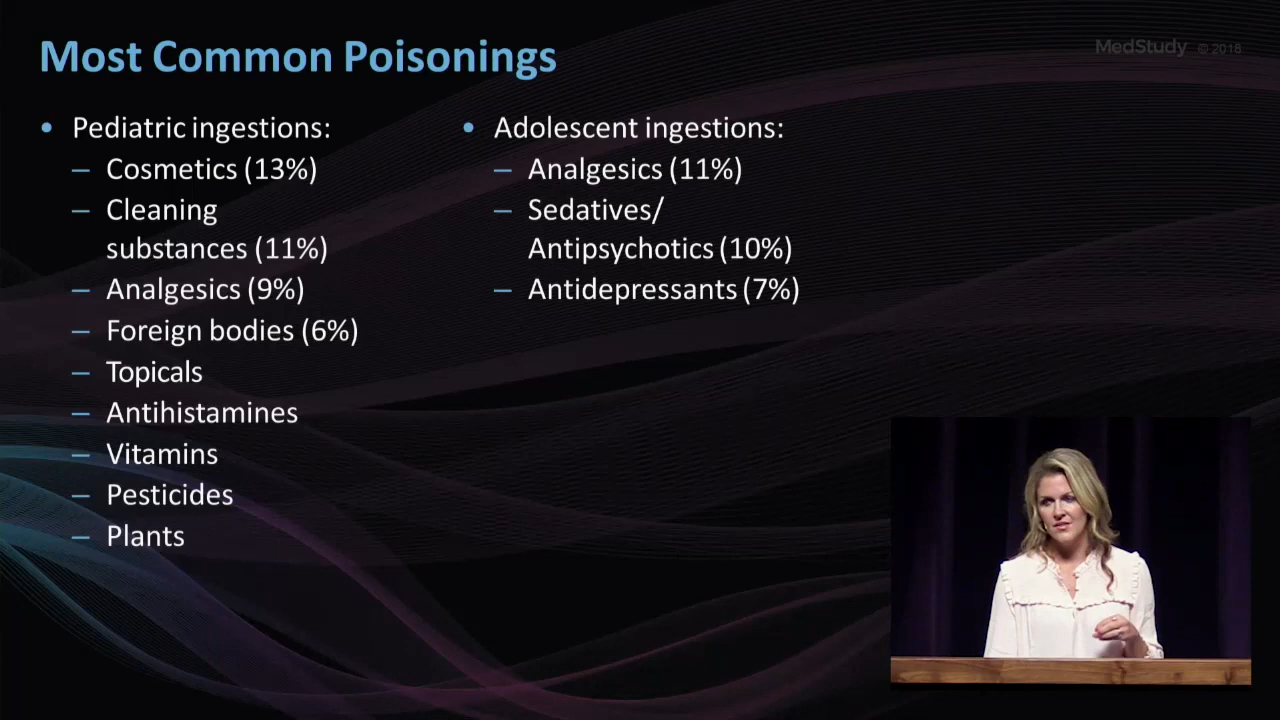 Most Common Poisonings
MedStudy © 2018
• Pediatric ingestions:
– Cosmetics (13%)
– Cleaning
substances (11%)
– Analgesics (9%)
– Foreign bodies (6%)
– Topicals
– Antihistamines
– Vitamins
– Pesticides
– Plants
• Adolescent ingestions:
– Analgesics (11%)
– Sedatives/
Antipsychotics (10%)
– Antidepressants (7%)